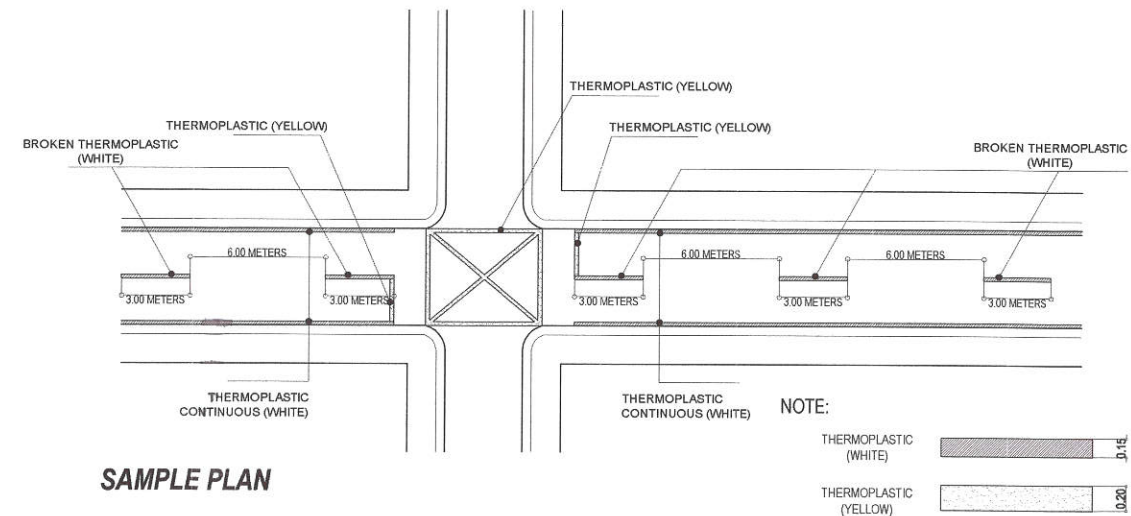 THERMOPLASTIC (YELLOW)
THERMOPLASTIC (YELLOW)
THERMOPLASTIC (YELLOW)
BROKEN THERMOPLASTIC
(WHITE)
BROKEN THERMOPLASTIC
(WHITE)
6.00 METERS
6.00 METERS
6.00 METERS
3.00 METERS
3.00 METERS
3.00 METERS
3.00 METERS
3.00 METERS
THERMOPLASTIC
CONTINUOUS (WHITE)
THERMOPLASTIC
CONTINUOUS (WHITE)
NOTE:
THERMOPLASTIC
(WHITE)
0.15
THERMOPLASTIC
(YELLOW)
0.20
SAMPLE PLAN